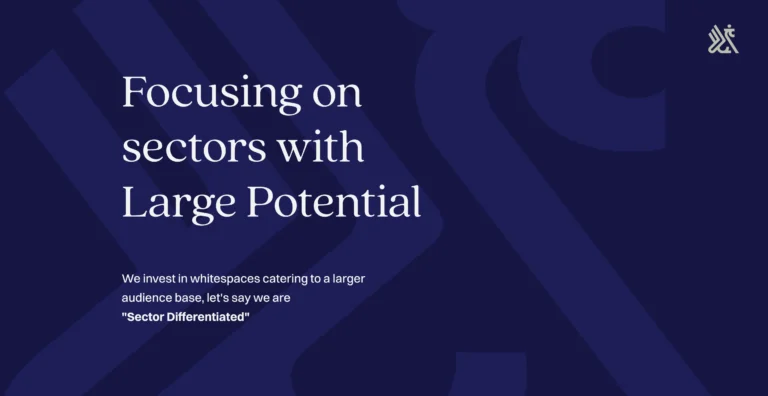 Focusing on
sectors with
Large Potential
We invest in whitespaces catering to a larger
audience base, let's say we are
"Sector Differentiated"